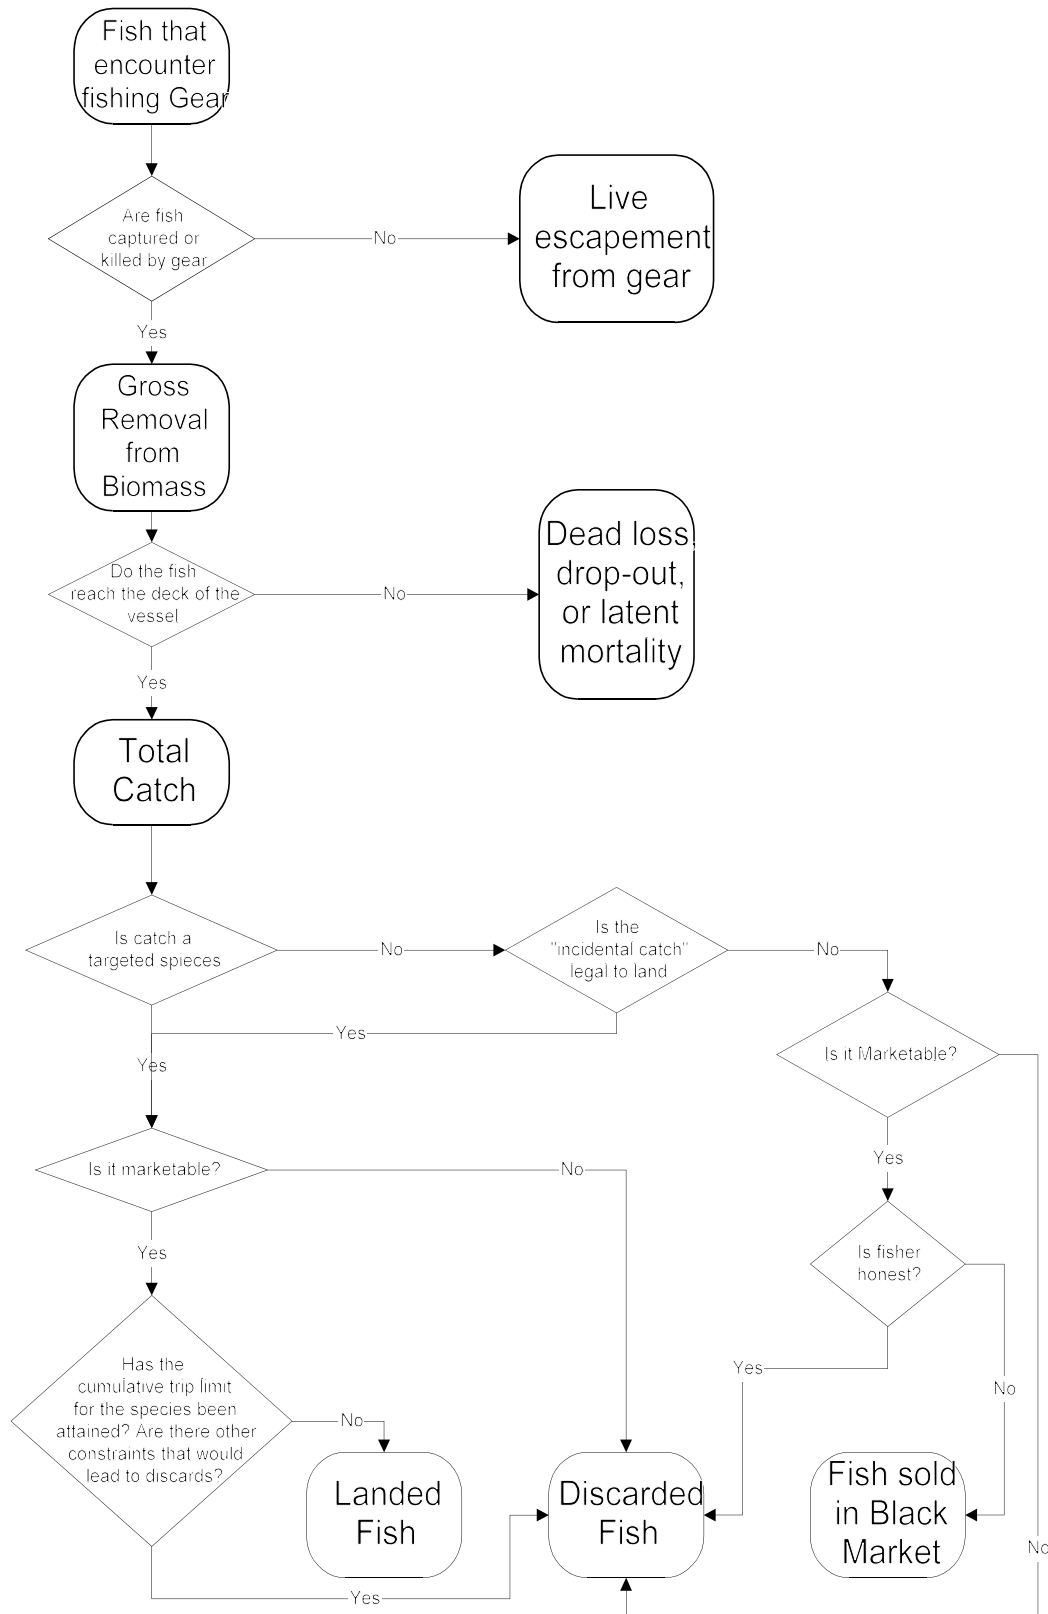 Fish that
encounter
fishing Gear
Are fish
captured or
killed by gear
No
Live
escapement
from gear
Yes
Gross
Removal
from
Biomass
Do the fish
reach the deck of the
vessel
No
Dead loss,
drop-out,
or latent
mortality
Yes
Total
Catch
Is catch a
targeted spieces
No
Is the
"incidental catch"
legal to land
No
Yes
Yes
Is it Marketable?
Is it marketable?
No
Yes
Yes
Is fisher
honest?
Has the
cumulative trip limit
for the species been
attained? Are there other
constraints that would
lead to discards?
Yes
No
No
Landed
Fish
Discarded
Fish
Fish sold
in Black
Market
No
Yes